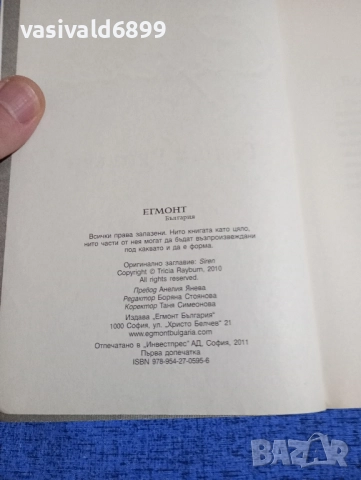 vasivald6899
ЕГМОНТ
България
Всички права запазени. Нито книгата като цяло,
нито части от нея могат да бъдат възпроизвеждани
под каквато и да е форма.
Оригинално заглавие: Siren
Copyright © Tricia Rayburn, 2010
All rights reserved.
Превод Анелия Янева
Редактор Боряна Стоянова
Коректор Таня Симеонова
Издава "Егмонт България"
1000 София, ул. „Христо Белчев" 21
www.egmontbulgaria.com
Отпечатано в „Инвестпрес" АД, София, 2011
Първа допечатка
ISBN 978-954-27-0595-6
BAZAR
bg